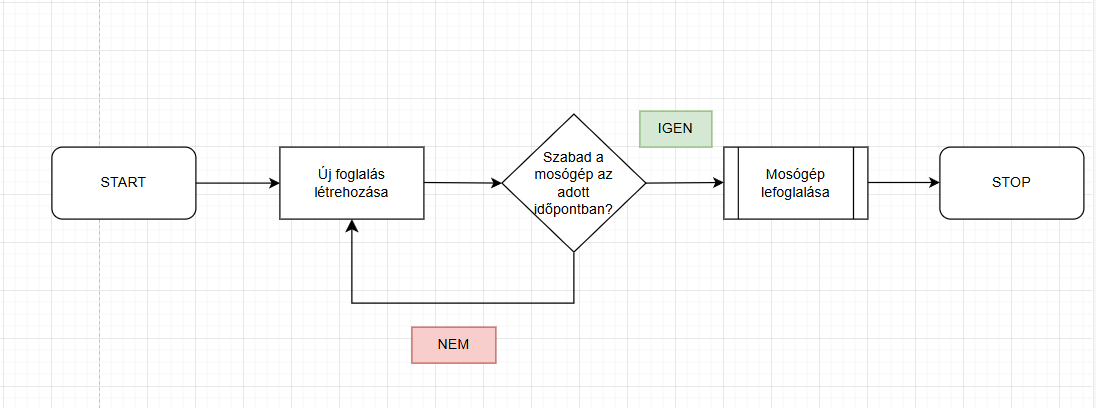 START
Új foglalás
létrehozása
Szabad a
mosógép az
adott
időpontban?
IGEN
Mosógép
lefoglalása
STOP
NEM